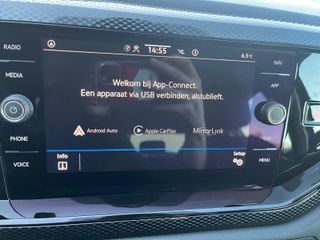 RADIO
MEDIA
PHONE
VOICE
14:55
6.5°C
Welkom bij App-Connect.
Een apparaat via USB verbinden, alstublieft.
Android Auto
Apple CarPlay
MirrorLink
Info
Setup
NAV
APP
MENU